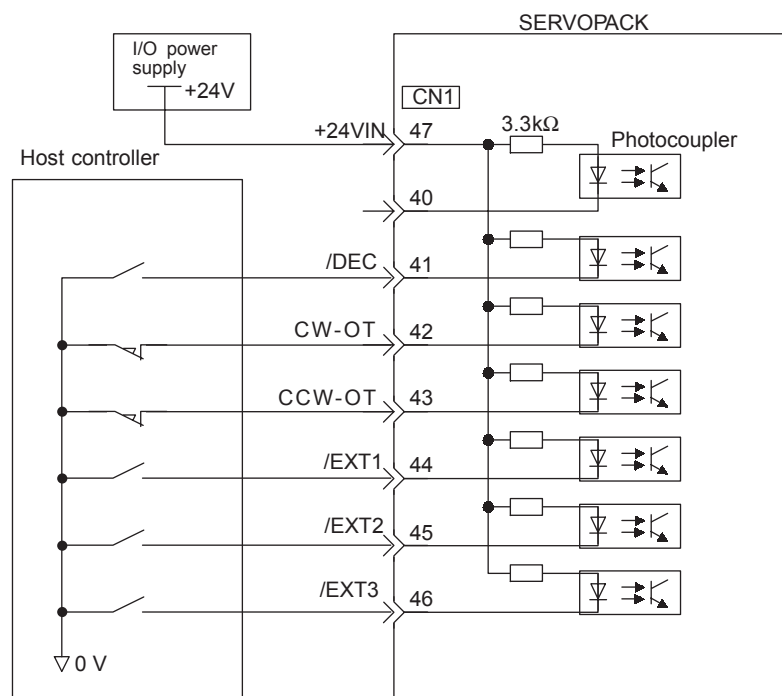 SERVOPACK
I/O power
supply
+24V
CN1
+24VIN
47
3.3kΩ
Photocoupler
Host controller
40
/DEC
41
CW-OT
42
CCW-OT
43
/EXT1
44
/EXT2
45
/EXT3
46
0 V